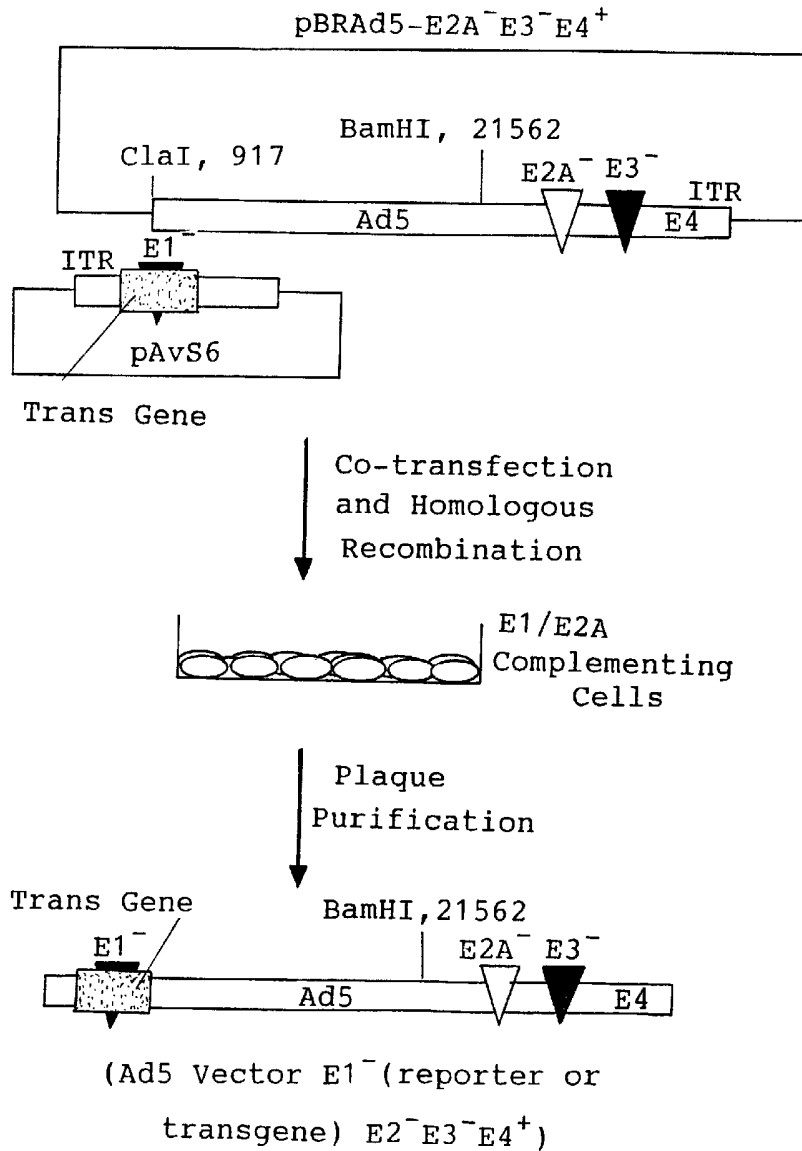 pBRAd5-E2A⁻E3⁻E4⁺
BamHI, 21562
ClaI, 917
E2A⁻ E3⁻
ITR
Ad5
E4
E1⁻
ITR
pAvS6
Trans Gene
Co-transfection
and Homologous
Recombination
E1/E2A
Complementing
Cells
Plaque
Purification
Trans Gene
BamHI,21562
E1⁻
E2A⁻ E3⁻
Ad5
E4
(Ad5 Vector E1⁻(reporter or
transgene) E2⁻E3⁻E4⁺)